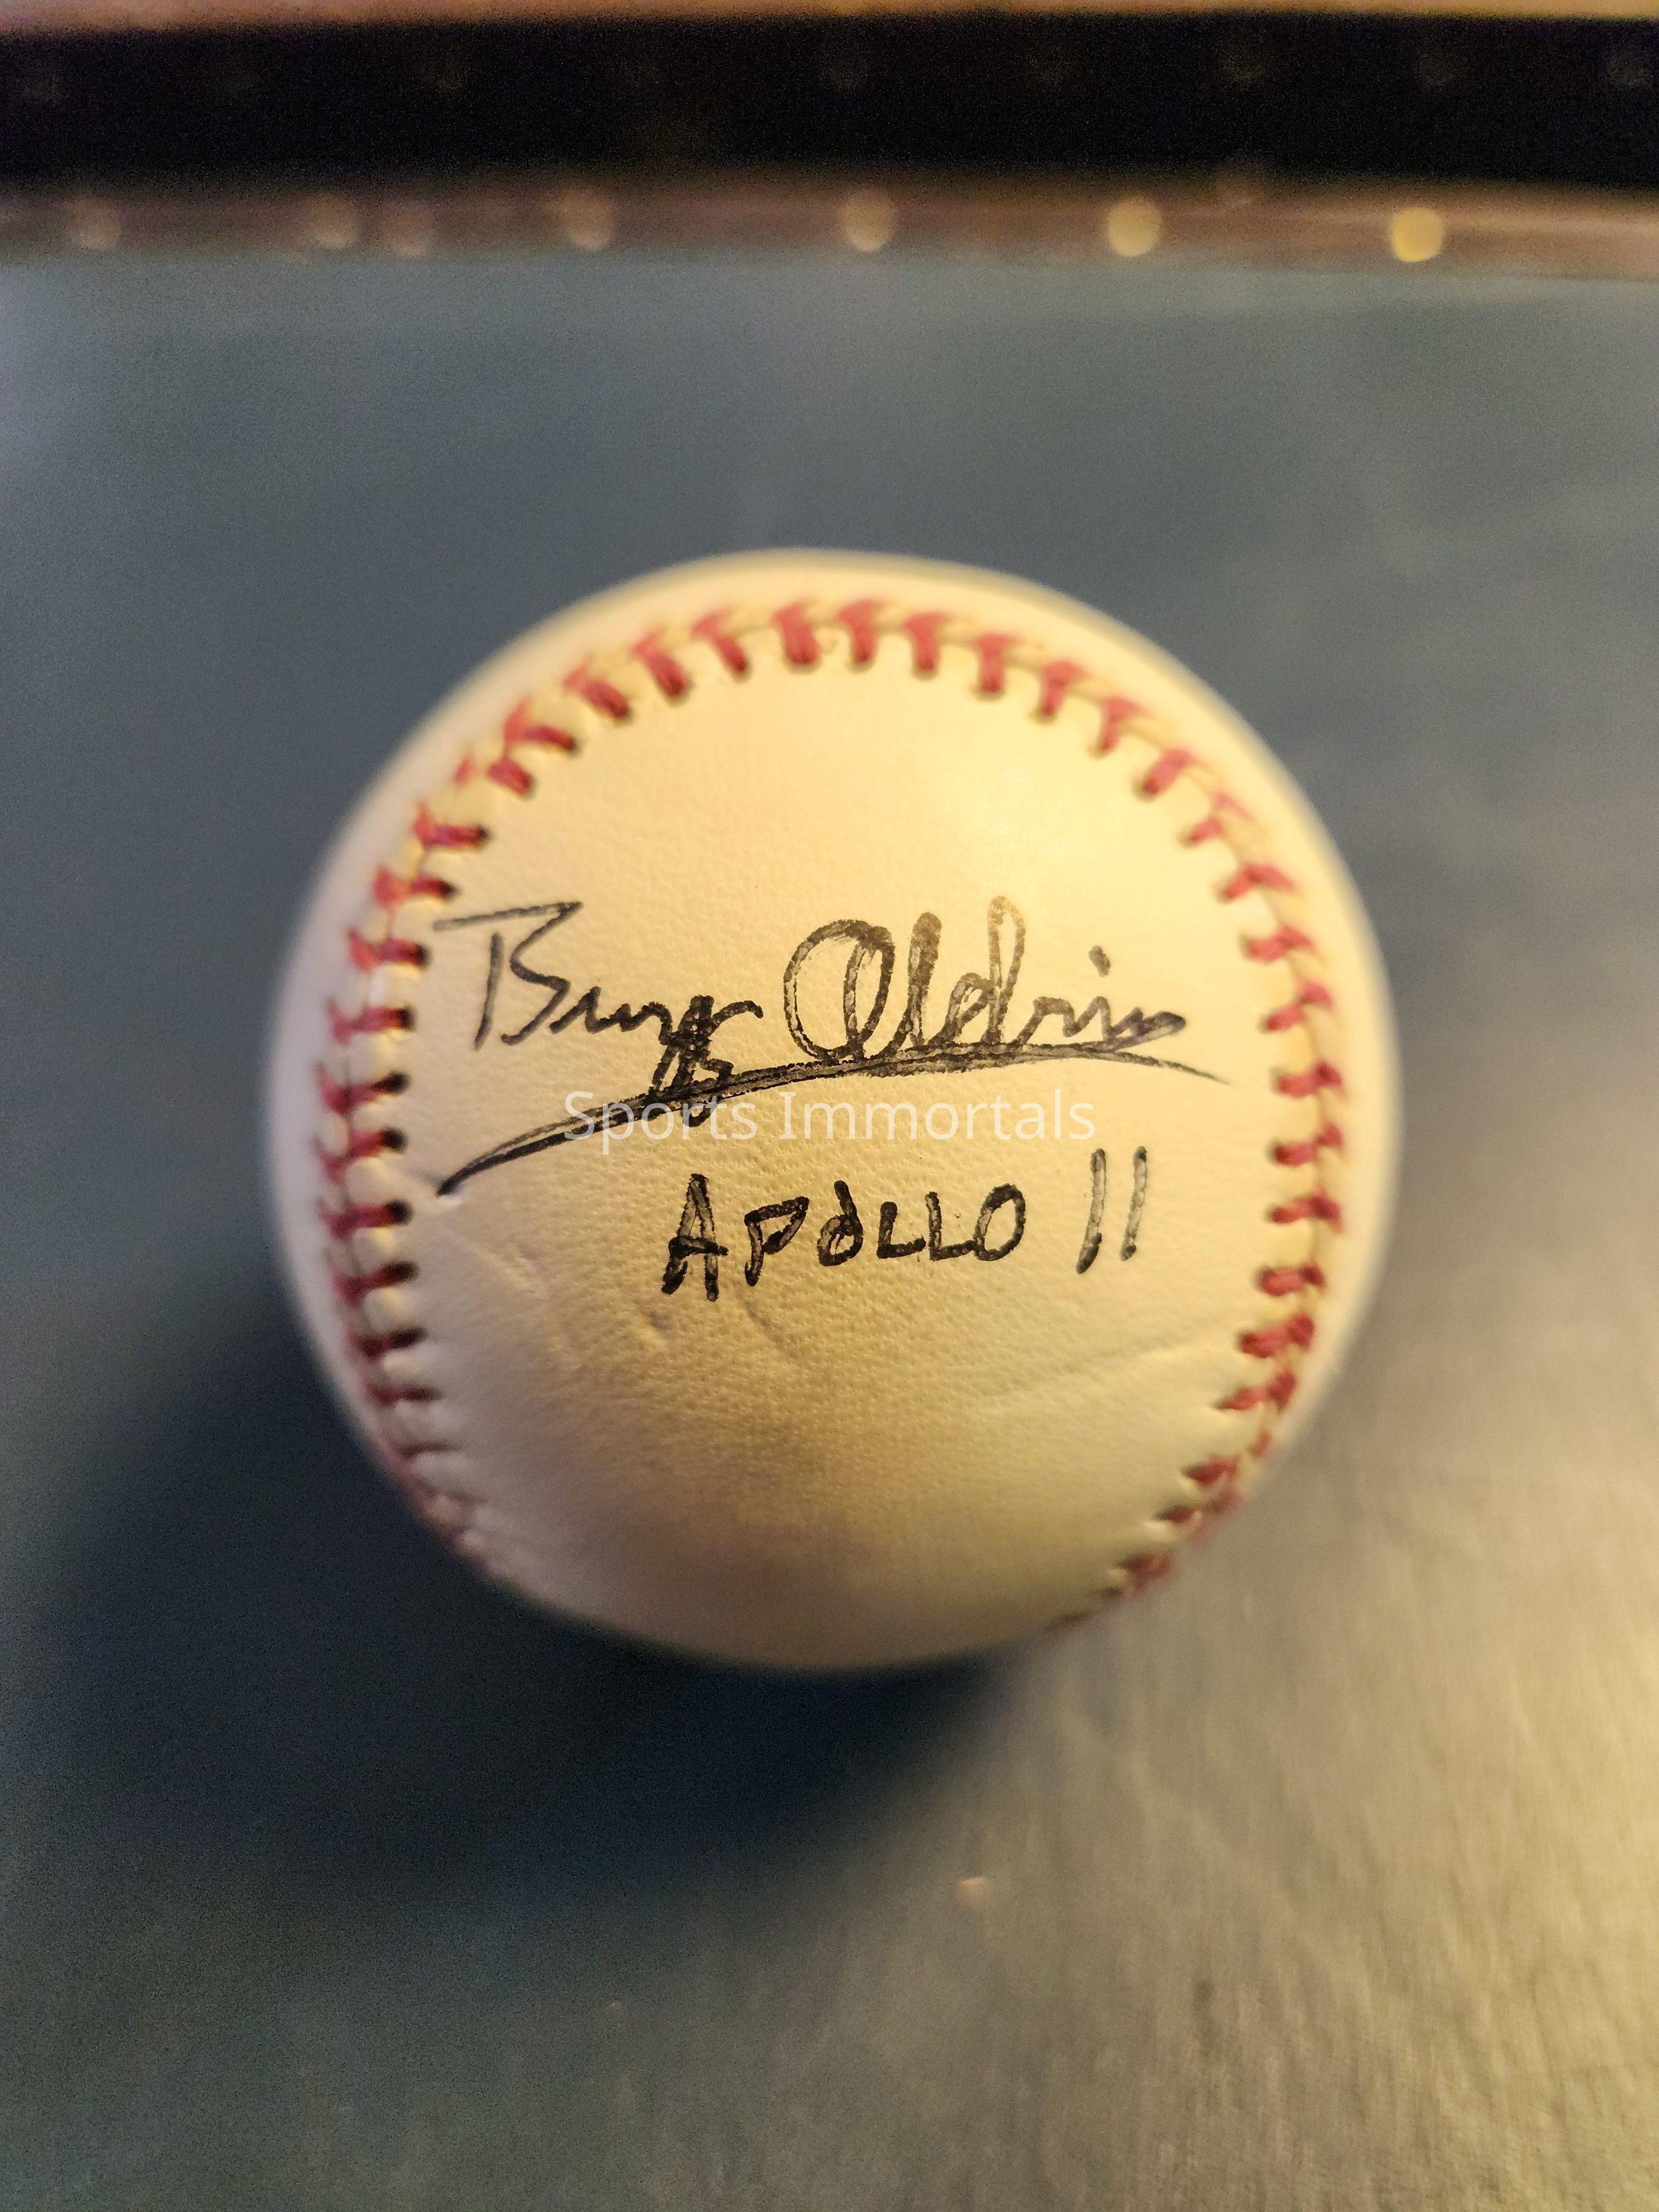 Buzz Aldrin
Sports Immortals
APOLLO 11